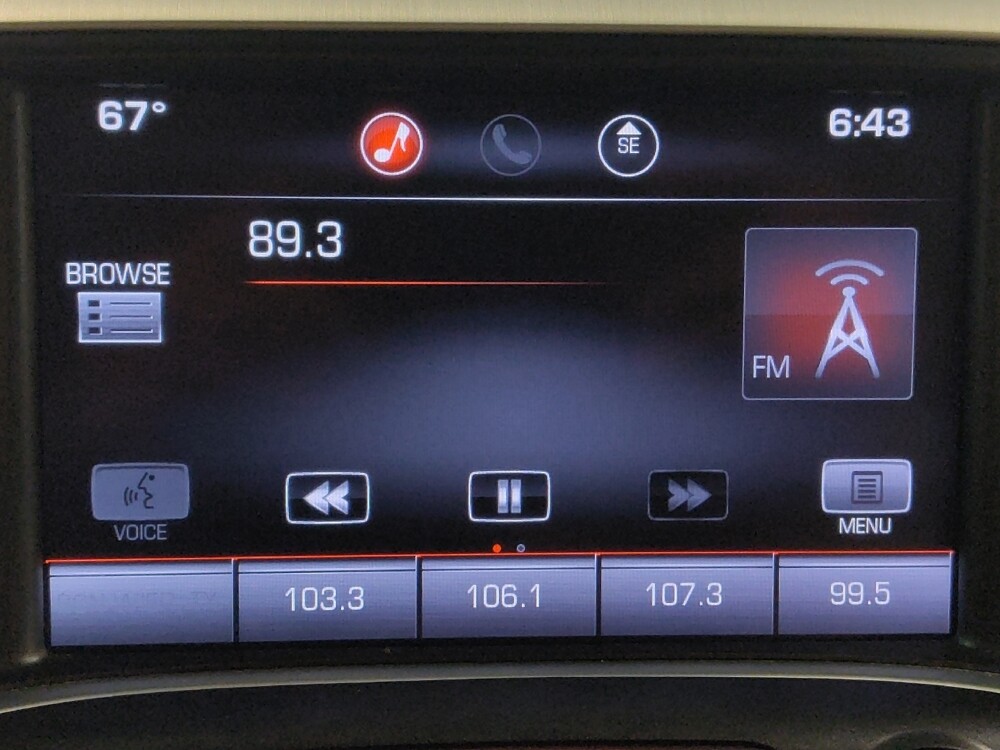 67°
SE
6:43
89.3
BROWSE
FM
VOICE
MENU
103.3
106.1
107.3
99.5